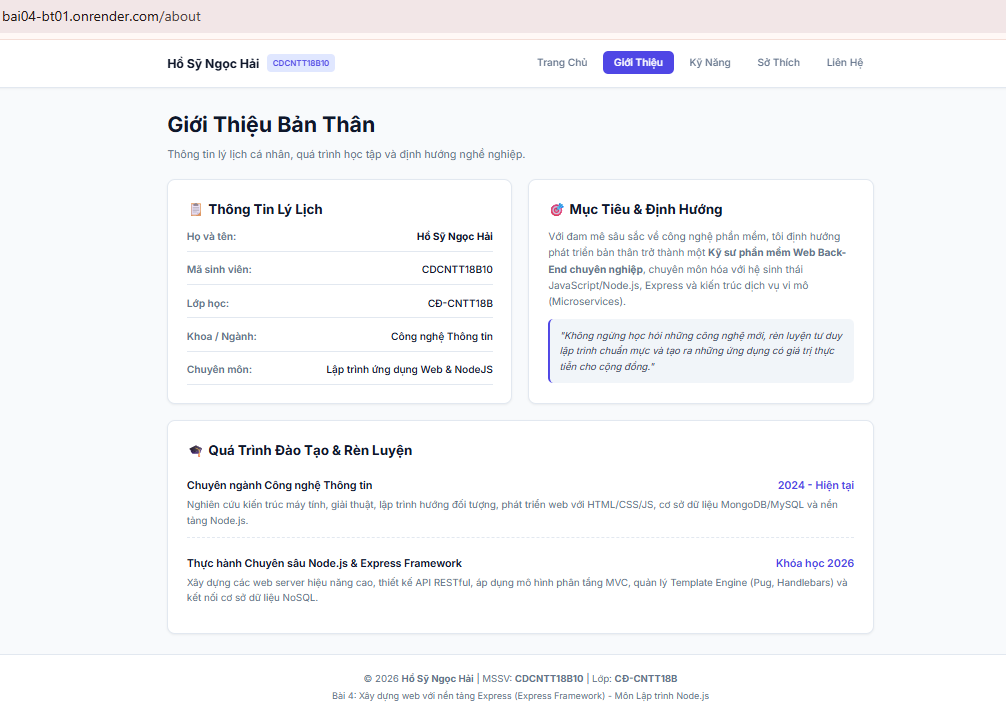 bai04-bt01.onrender.com/about
Hồ Sỹ Ngọc Hải CDCNTT18B10 Trang Chủ Giới Thiệu Kỹ Năng Sở Thích Liên Hệ
Giới Thiệu Bản Thân
Thông tin lý lịch cá nhân, quá trình học tập và định hướng nghề nghiệp.
Thông Tin Lý Lịch
Họ và tên: Hồ Sỹ Ngọc Hải
Mã sinh viên: CDCNTT18B10
Lớp học: CĐ-CNTT18B
Khoa / Ngành: Công nghệ Thông tin
Chuyên môn: Lập trình ứng dụng Web & NodeJS
Mục Tiêu & Định Hướng
Với đam mê sâu sắc về công nghệ phần mềm, tôi định hướng
phát triển bản thân trở thành một Kỹ sư phần mềm Web Back-
End chuyên nghiệp, chuyên môn hóa với hệ sinh thái
JavaScript/Node.js, Express và kiến trúc dịch vụ vi mô
(Microservices).
"Không ngừng học hỏi những công nghệ mới, rèn luyện tư duy
lập trình chuẩn mực và tạo ra những ứng dụng có giá trị thực
tiễn cho cộng đồng."
Quá Trình Đào Tạo & Rèn Luyện
Chuyên ngành Công nghệ Thông tin 2024 - Hiện tại
Nghiên cứu kiến trúc máy tính, giải thuật, lập trình hướng đối tượng, phát triển web với HTML/CSS/JS, cơ sở dữ liệu MongoDB/MySQL và nền
tảng Node.js.
Thực hành Chuyên sâu Node.js & Express Framework Khóa học 2026
Xây dựng các web server hiệu năng cao, thiết kế API RESTful, áp dụng mô hình phân tầng MVC, quản lý Template Engine (Pug, Handlebars) và
kết nối cơ sở dữ liệu NoSQL.
© 2026 Hồ Sỹ Ngọc Hải | MSSV: CDCNTT18B10 | Lớp: CĐ-CNTT18B
Bài 4: Xây dựng web với nền tảng Express (Express Framework) - Môn Lập trình Node.js